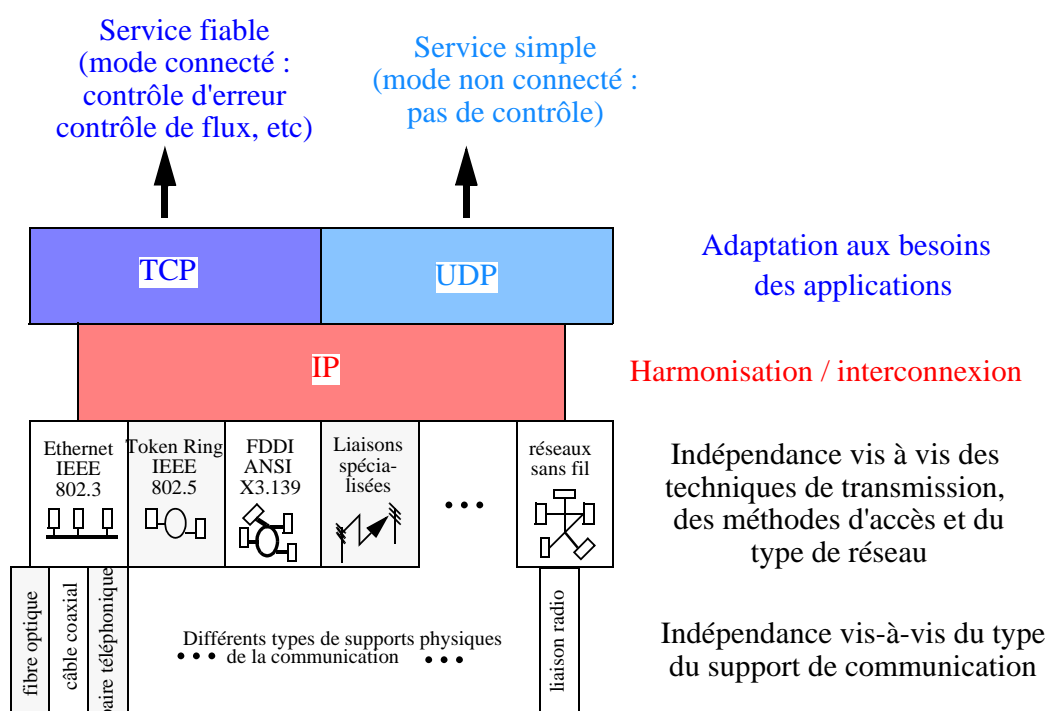 Service fiable
(mode connecté :
contrôle d'erreur
contrôle de flux, etc)
Service simple
(mode non connecté :
pas de contrôle)
TCP
UDP
Adaptation aux besoins
des applications
IP
Harmonisation / interconnexion
Ethernet
IEEE
802.3
Token Ring
IEEE
802.5
FDDI
ANSI
X3.139
Liaisons
spécia-
lisées
réseaux
sans fil
Indépendance vis à vis des
techniques de transmission,
des méthodes d'accès et du
type de réseau
fibre optique
câble coaxial
paire téléphonique
Différents types de supports physiques
de la communication
liaison radio
Indépendance vis-à-vis du type
du support de communication